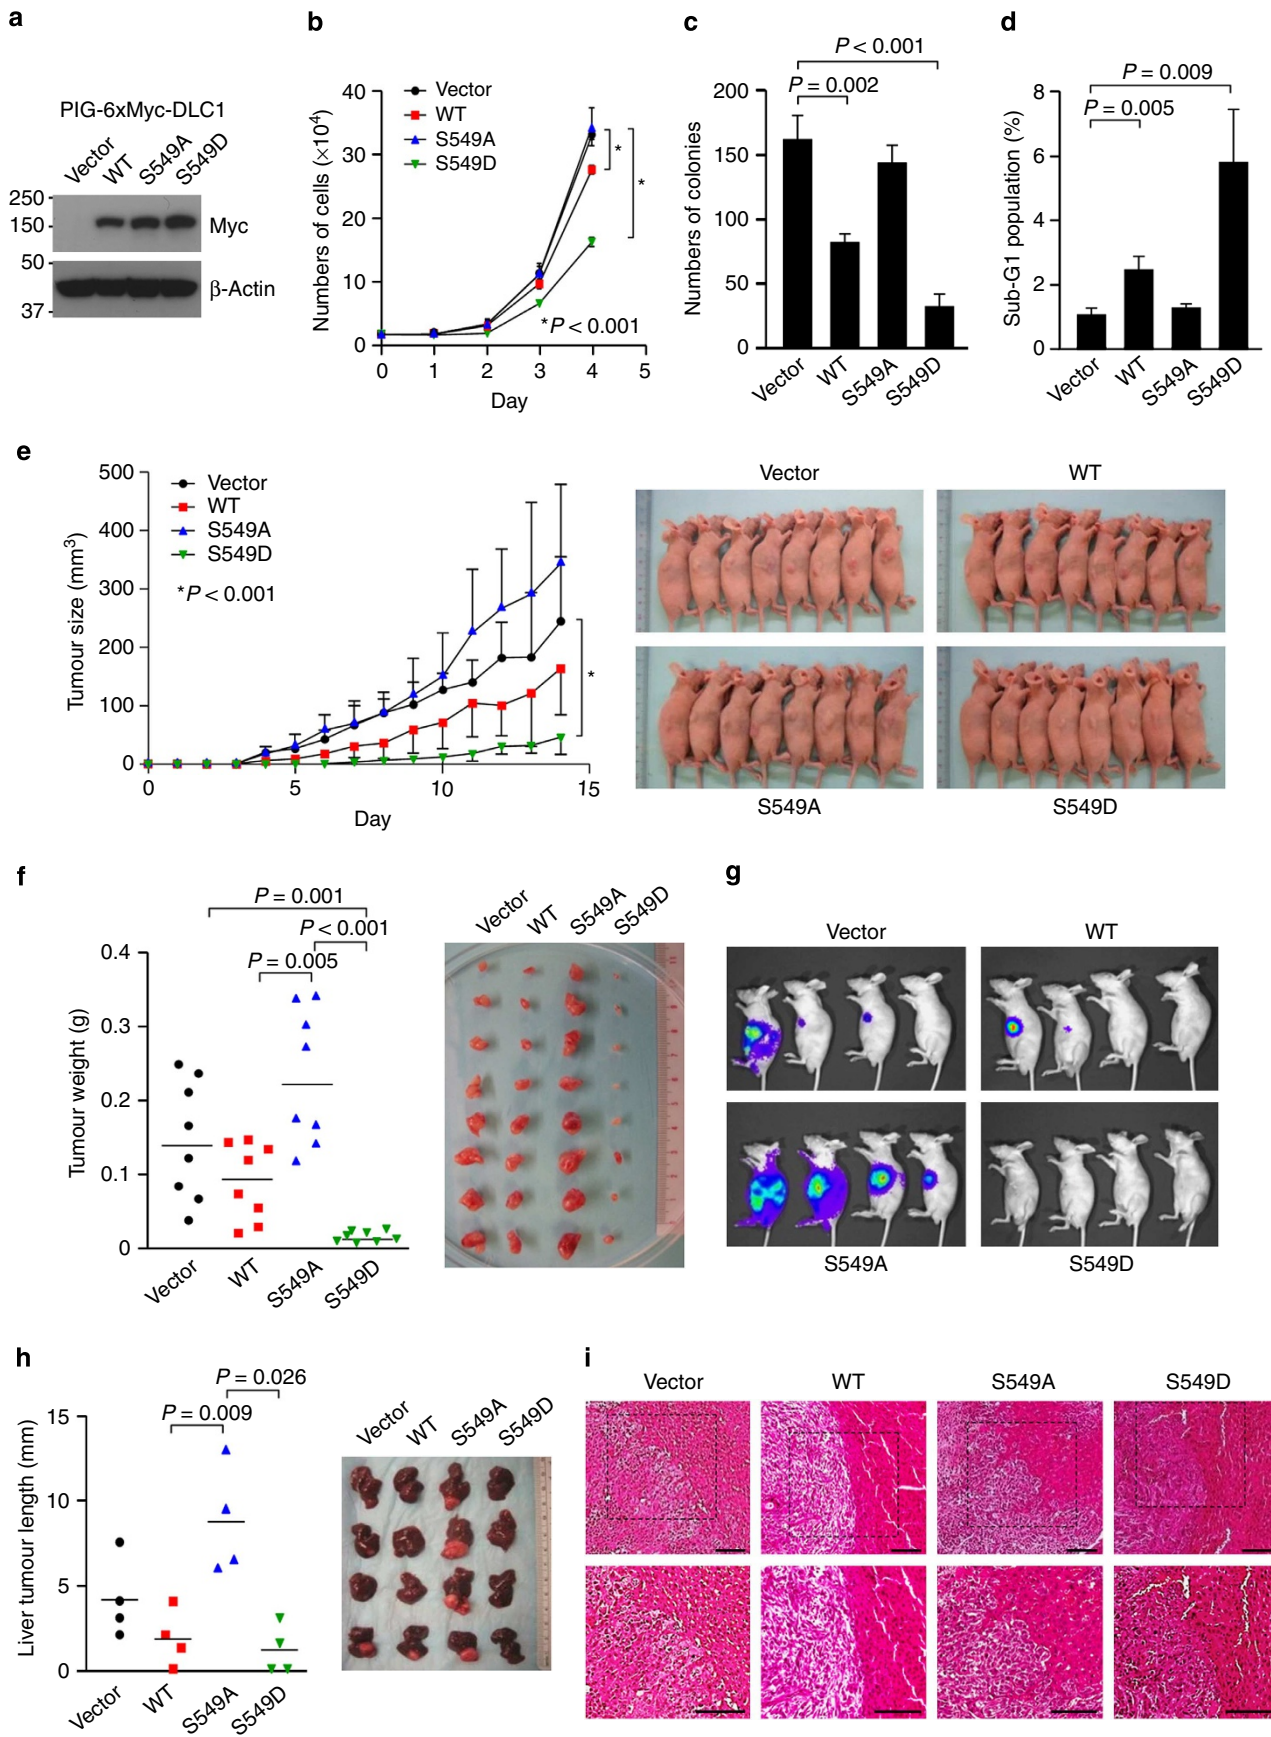 a
PIG-6xMyc-DLC1
Vector WT S549A S549D
250
150
Myc
50
37
β-Actin
b
Numbers of cells (×10⁴)
40
30
20
10
0
Vector
WT
S549A
S549D
*
*
*P < 0.001
0 1 2 3 4 5
Day
c
P < 0.001
P = 0.002
Numbers of colonies
200
150
100
50
0
Vector WT S549A S549D
d
P = 0.009
P = 0.005
Sub-G1 population (%)
8
6
4
2
0
Vector WT S549A S549D
e
Tumour size (mm³)
500
400
300
200
100
0
Vector
WT
S549A
S549D
*P < 0.001
*
0 5 10 15
Day
Vector WT
S549A S549D
f
P = 0.001
P < 0.001
P = 0.005
Tumour weight (g)
0.4
0.3
0.2
0.1
0
Vector WT S549A S549D
Vector WT S549A S549D
g
Vector WT
S549A S549D
h
P = 0.026
P = 0.009
Liver tumour length (mm)
15
10
5
0
Vector WT S549A S549D
Vector WT S549A S549D
i
Vector WT S549A S549D